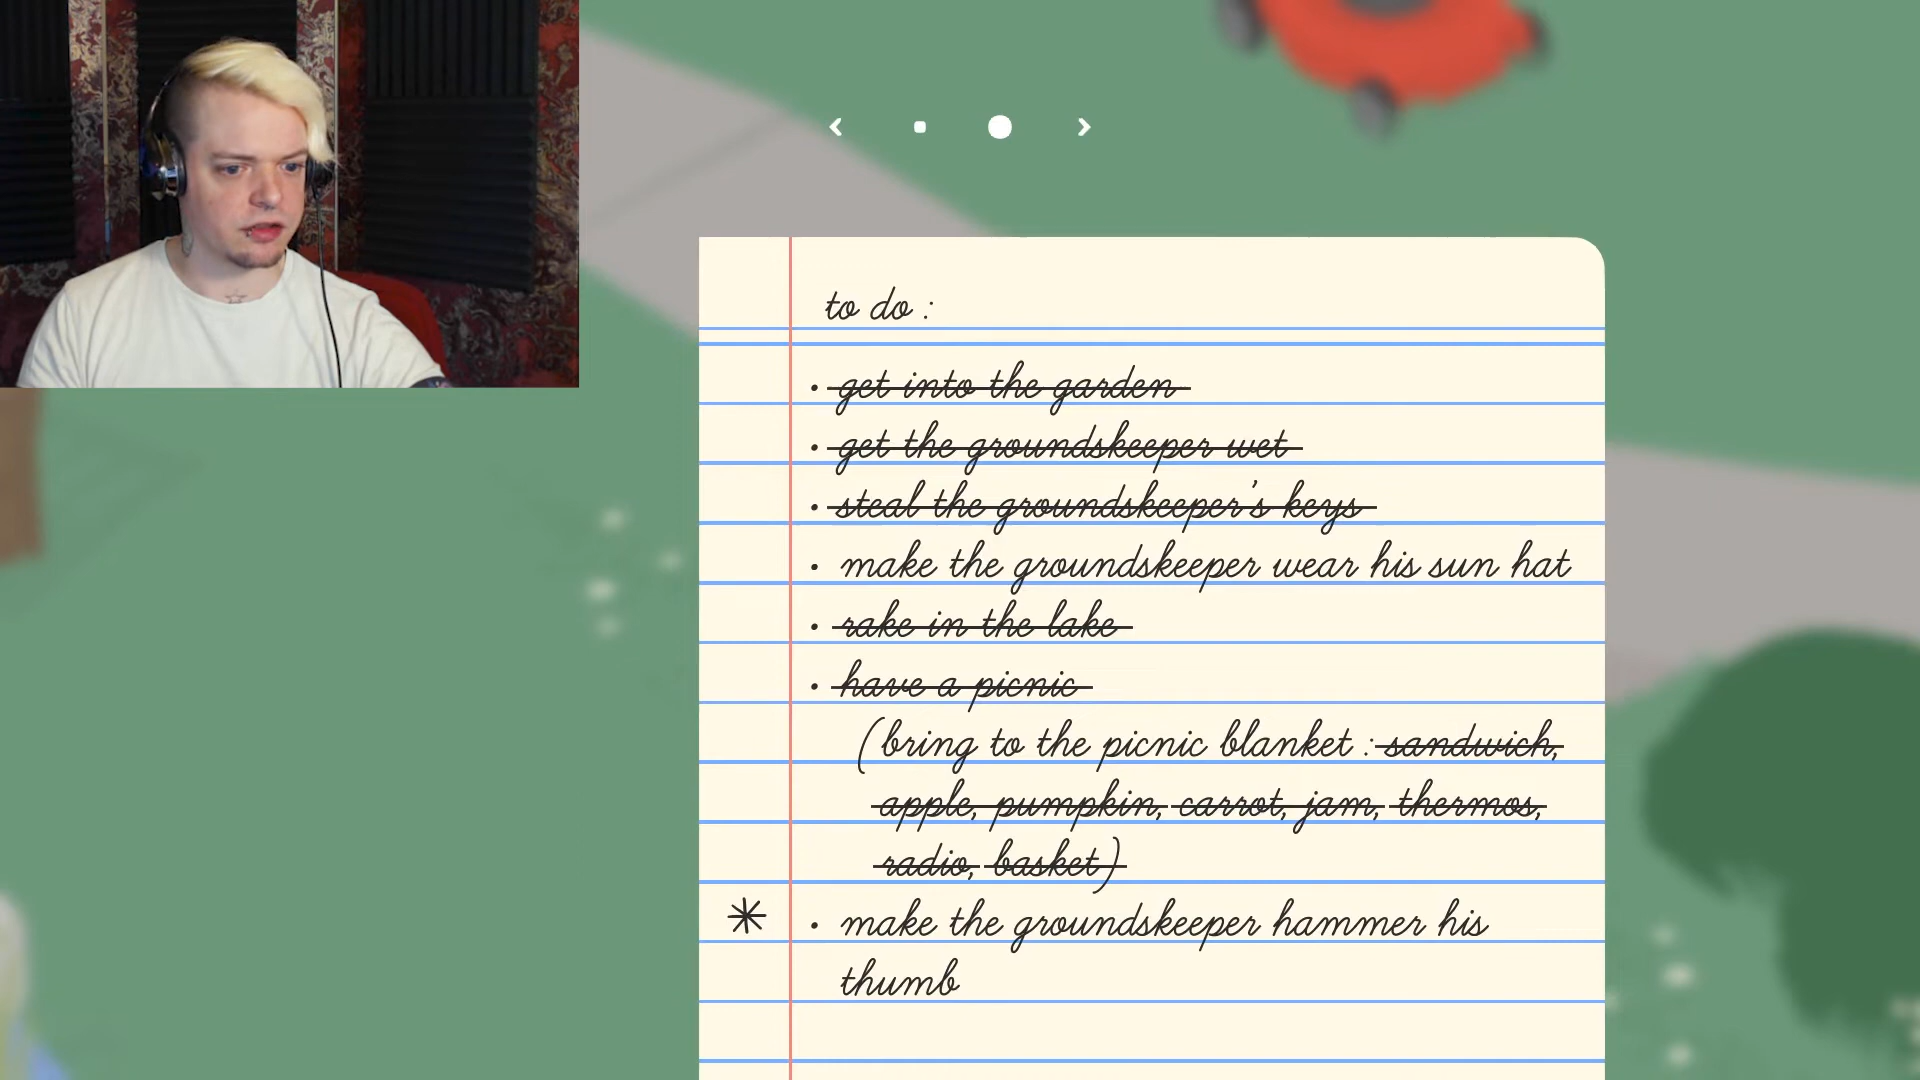 to do :
• get into the garden
• get the groundskeeper wet
• steal the groundskeeper's keys
• make the groundskeeper wear his sun hat
• rake in the lake
• have a picnic
(bring to the picnic blanket : sandwich,
apple, pumpkin, carrot, jam, thermos,
radio, basket)
* • make the groundskeeper hammer his
thumb